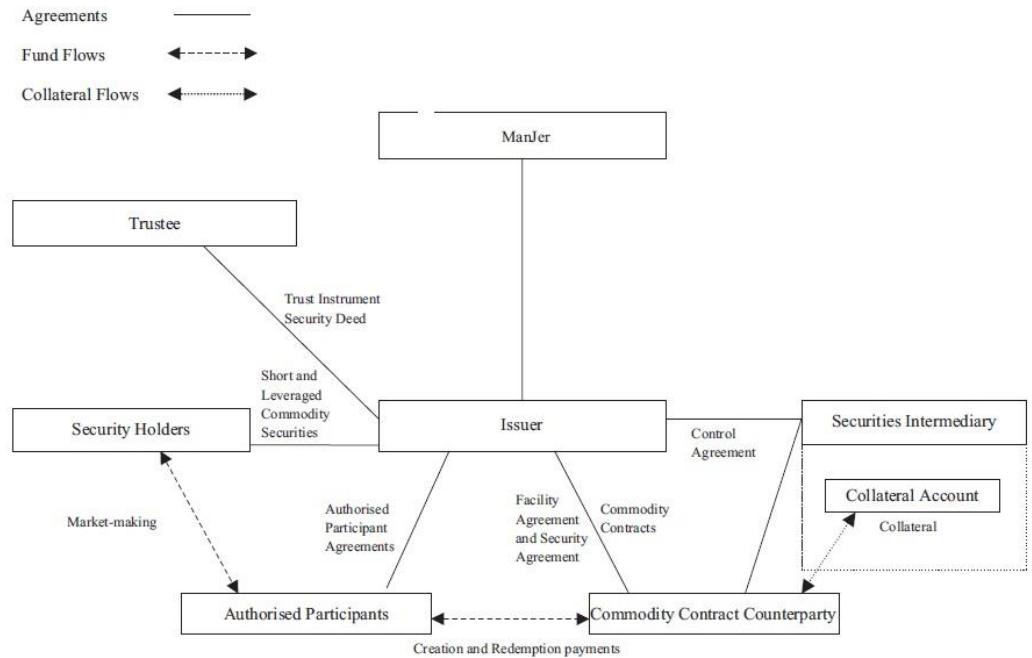 Agreements
Fund Flows
Collateral Flows
ManJer
Trustee
Trust Instrument
Security Deed
Short and
Leveraged
Commodity
Securities
Security Holders
Issuer
Control
Agreement
Securities Intermediary
Collateral Account
Collateral
Market-making
Authorised
Participant
Agreements
Facility
Agreement
and Security
Agreement
Commodity
Contracts
Authorised Participants
Commodity Contract Counterparty
Creation and Redemption payments